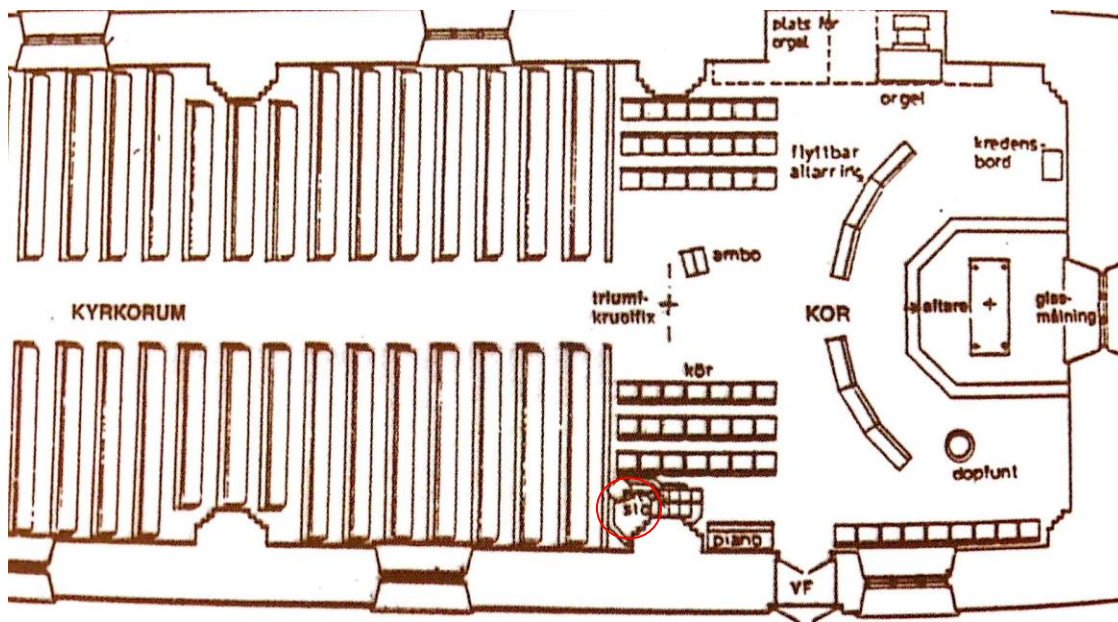 plats för
orgel
orgel
flyttbar
altarring
kredens-
bord
ambo
triumf-
krucifix
KYRKORUM
KOR
altare
glas-
målning
kör
dopfunt
piano
VF